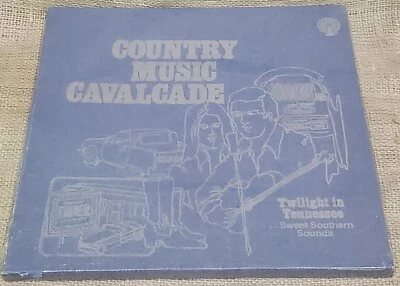 COUNTRY
MUSIC
CAVALCADE
Twilight in
Tennessee
...Sweet Southern
Sounds